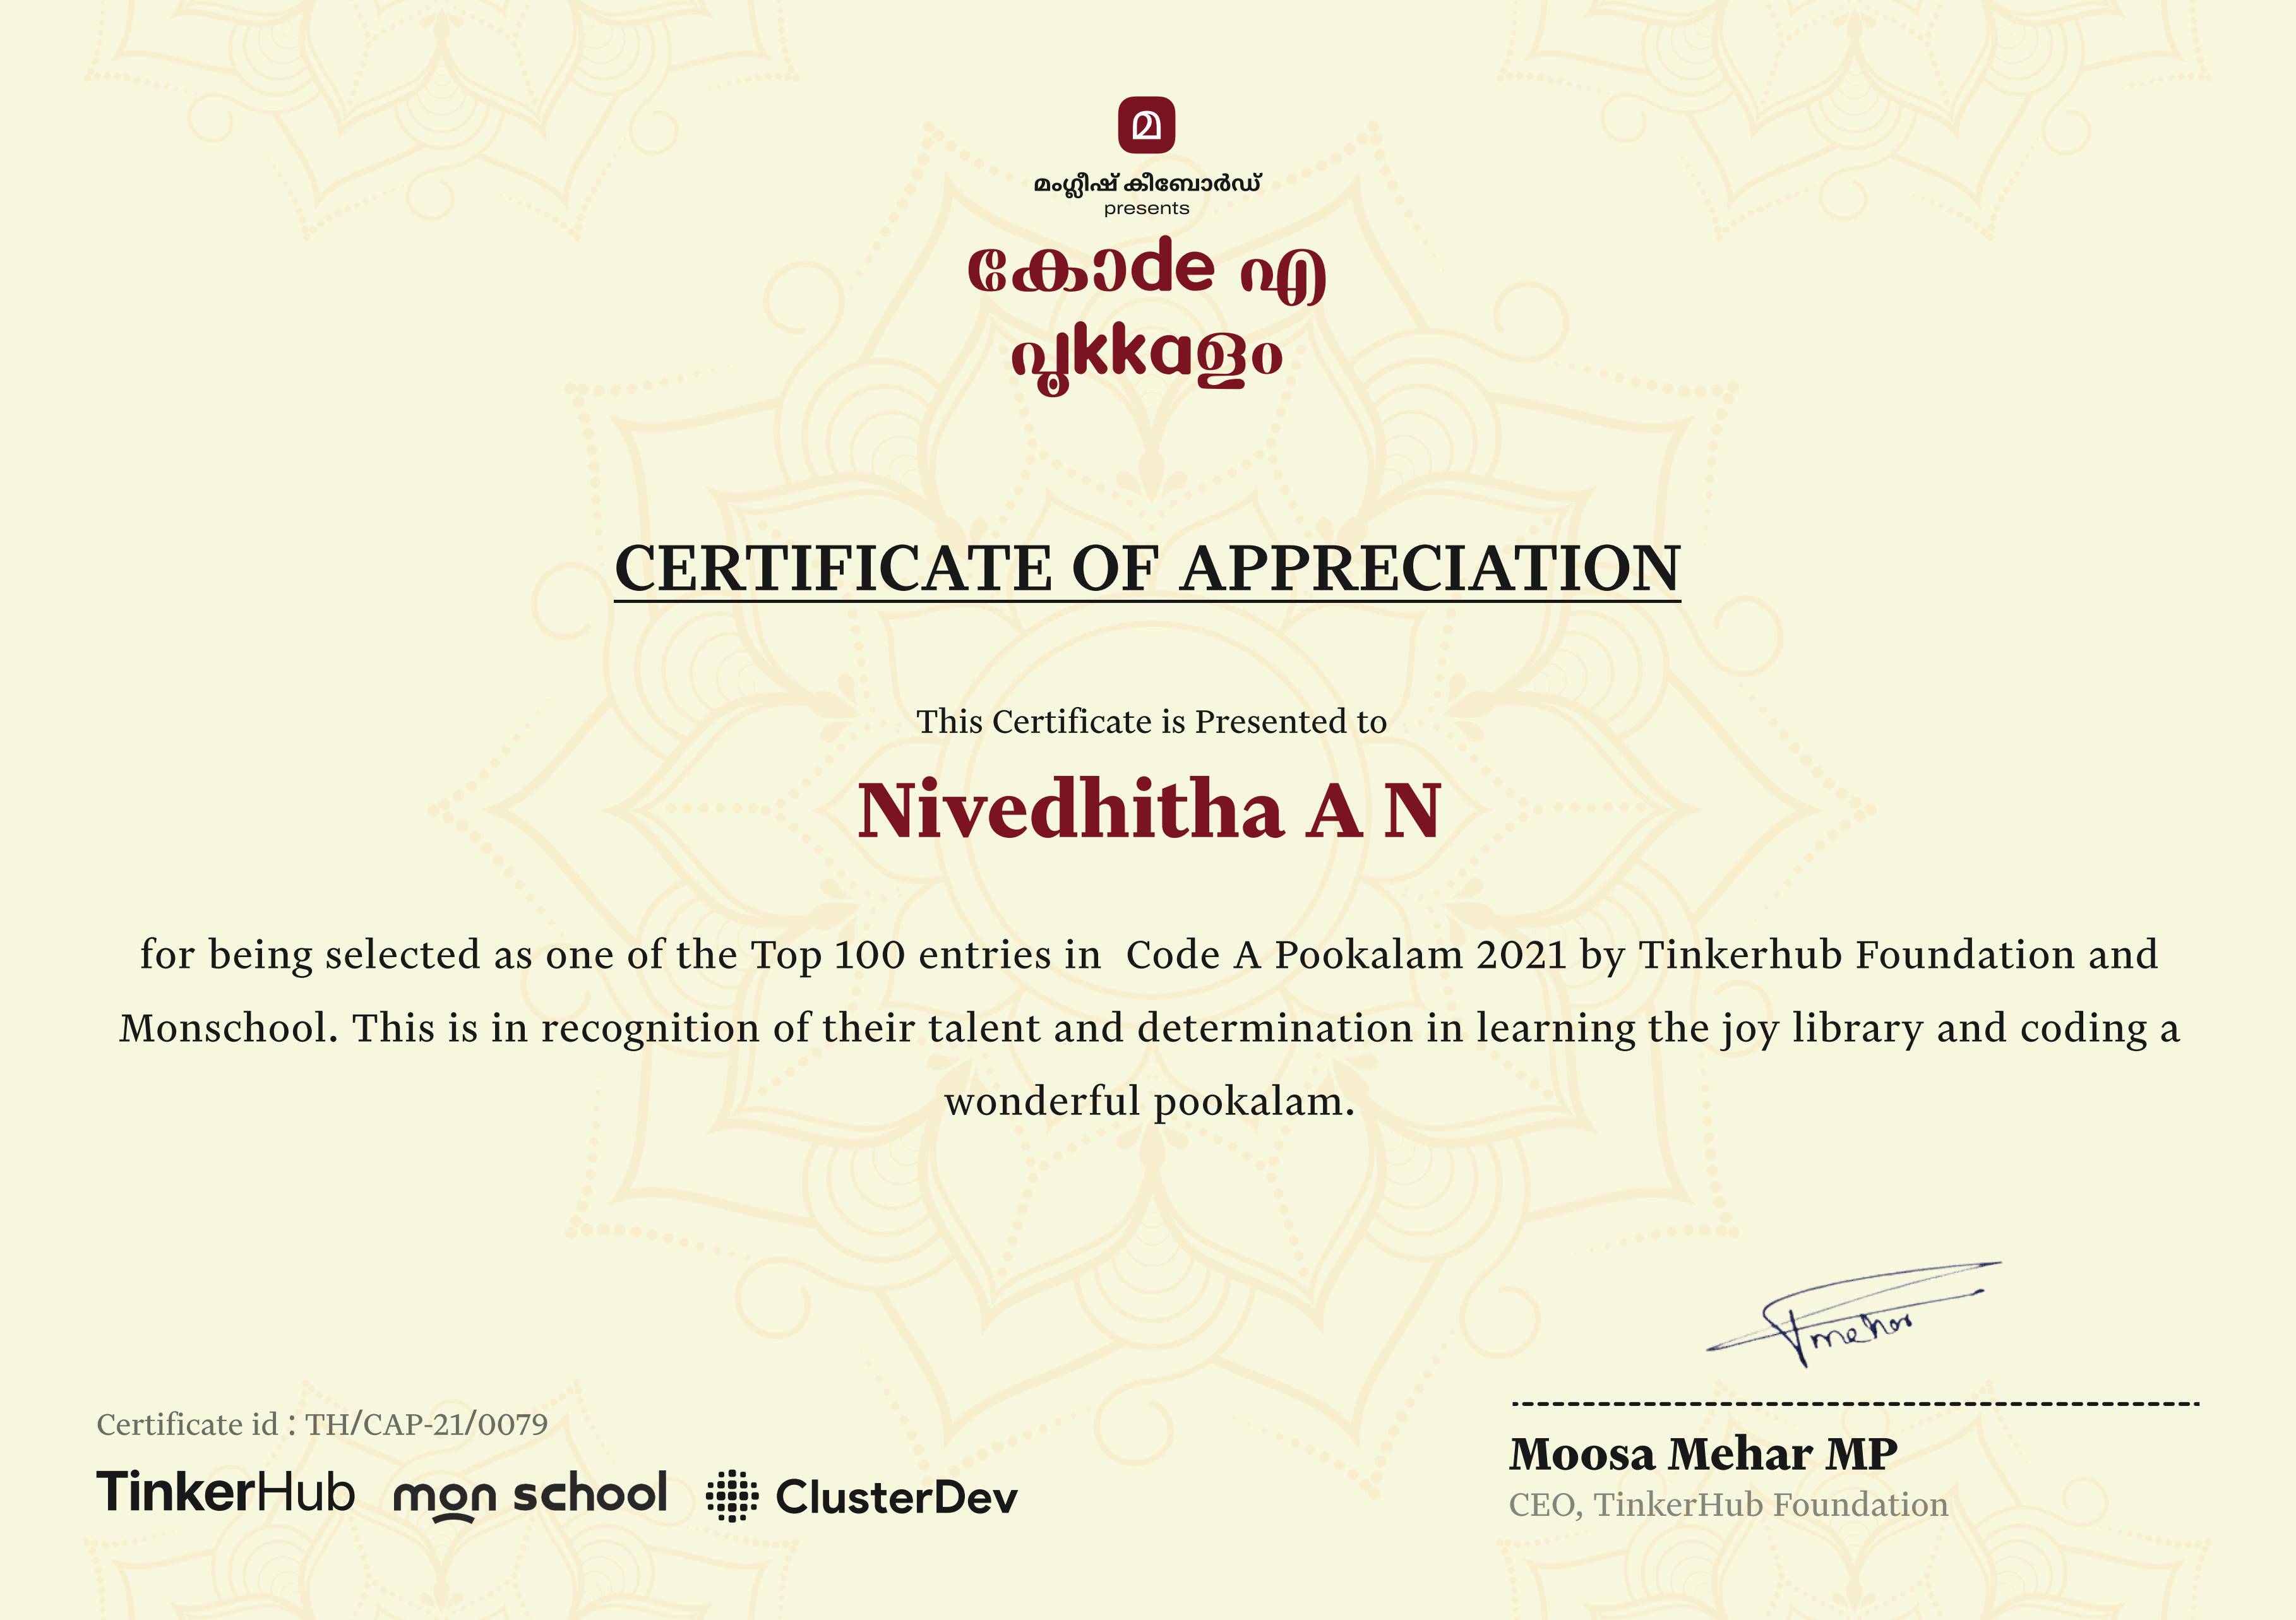 മ
മംഗ്ലീഷ് കീബോർഡ്
presents
കോde എ
പൂkkaളം
CERTIFICATE OF APPRECIATION
This Certificate is Presented to
Nivedhitha A N
for being selected as one of the Top 100 entries in Code A Pookalam 2021 by Tinkerhub Foundation and
Monschool. This is in recognition of their talent and determination in learning the joy library and coding a
wonderful pookalam.
mehar
Certificate id : TH/CAP-21/0079
TinkerHub mon school ClusterDev
Moosa Mehar MP
CEO, TinkerHub Foundation